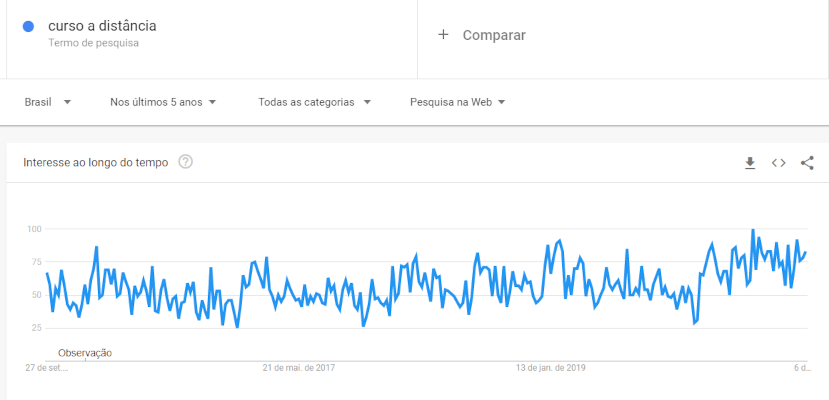 curso a distância
Termo de pesquisa
+ Comparar
Brasil
Nos últimos 5 anos
Todas as categorias
Pesquisa na Web
Interesse ao longo do tempo ?
100
75
50
25
Observação
27 de set.…
21 de mai. de 2017
13 de jan. de 2019
6 d…